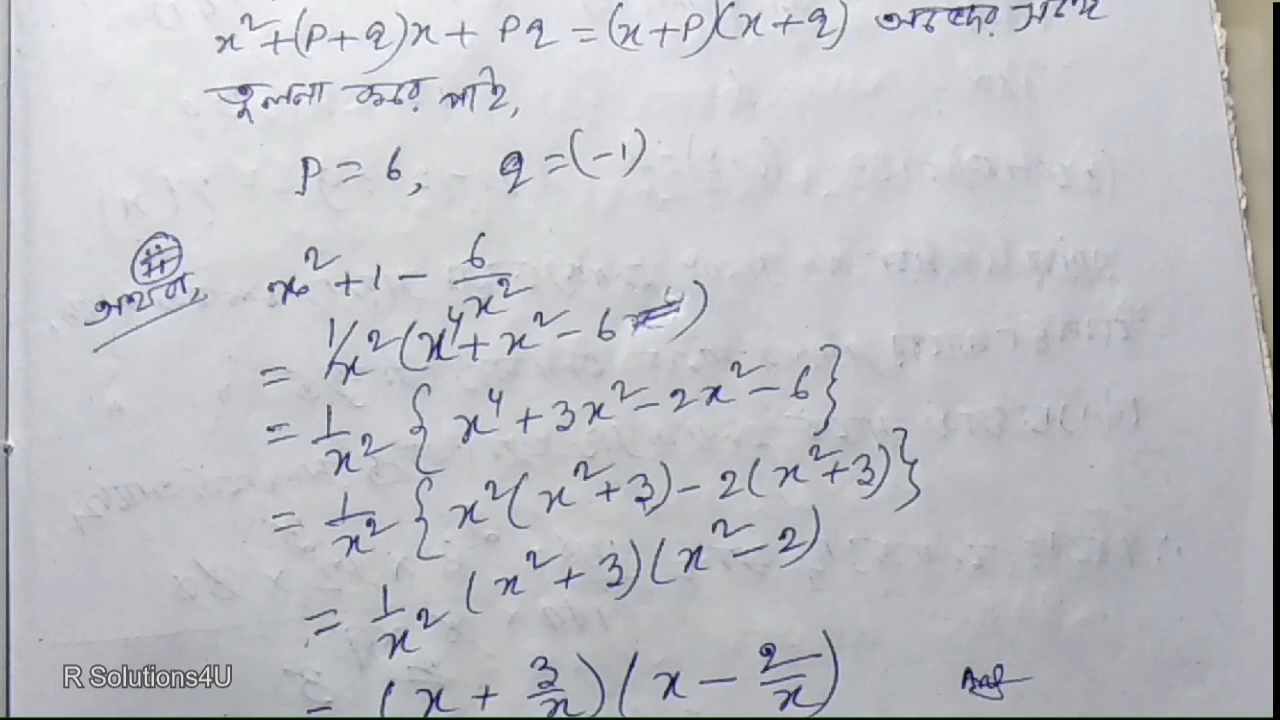 x²+(P+q)x + Pq = (x+P)(x+q)
তুলনা করে পাই,
P = 6, q = (-1)
(ii)
অথবা, x² + 1 - 6/x²
= 1/x² (x⁴ + x² - 6)
= 1/x² { x⁴ + 3x² - 2x² - 6 }
= 1/x² { x²(x²+3) - 2(x²+3) }
= 1/x² (x² + 3)(x² - 2)
= (x + 3/x)(x - 2/x) Ans
R Solutions4U